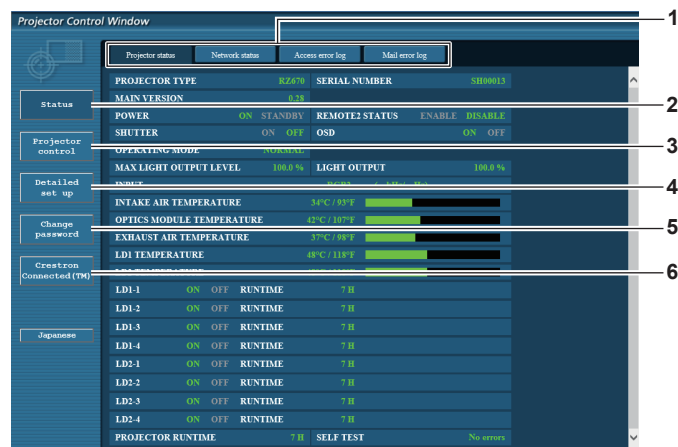 Projector Control Window
1
Projector status Network status Access error log Mail error log
PROJECTOR TYPE RZ670 SERIAL NUMBER SH00013
MAIN VERSION 0.28
Status 2
POWER ON STANDBY REMOTE2 STATUS ENABLE DISABLE
SHUTTER ON OFF OSD ON OFF
Projector control 3
OPERATING MODE NORMAL
MAX LIGHT OUTPUT LEVEL 100.0 % LIGHT OUTPUT 100.0 %
Detailed set up 4
INTAKE AIR TEMPERATURE 34°C / 93°F
OPTICS MODULE TEMPERATURE 42°C / 107°F
Change password 5
EXHAUST AIR TEMPERATURE 37°C / 98°F
LD1 TEMPERATURE 48°C / 118°F
Crestron Connected(TM) 6
LD1-1 ON OFF RUNTIME 7 H
LD1-2 ON OFF RUNTIME 7 H
LD1-3 ON OFF RUNTIME 7 H
Japanese
LD1-4 ON OFF RUNTIME 7 H
LD2-1 ON OFF RUNTIME 7 H
LD2-2 ON OFF RUNTIME 7 H
LD2-3 ON OFF RUNTIME 7 H
LD2-4 ON OFF RUNTIME 7 H
PROJECTOR RUNTIME 7 H SELF TEST No errors